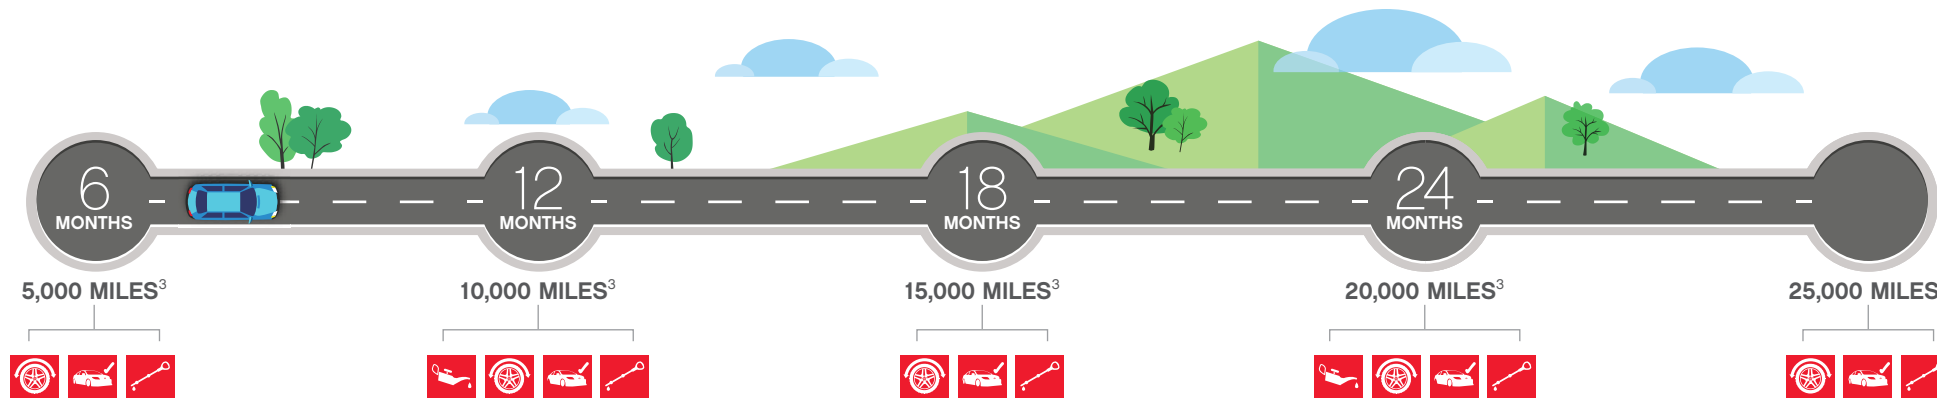 6
MONTHS
12
MONTHS
18
MONTHS
24
MONTHS
5,000 MILES³
10,000 MILES³
15,000 MILES³
20,000 MILES³
25,000 MILES